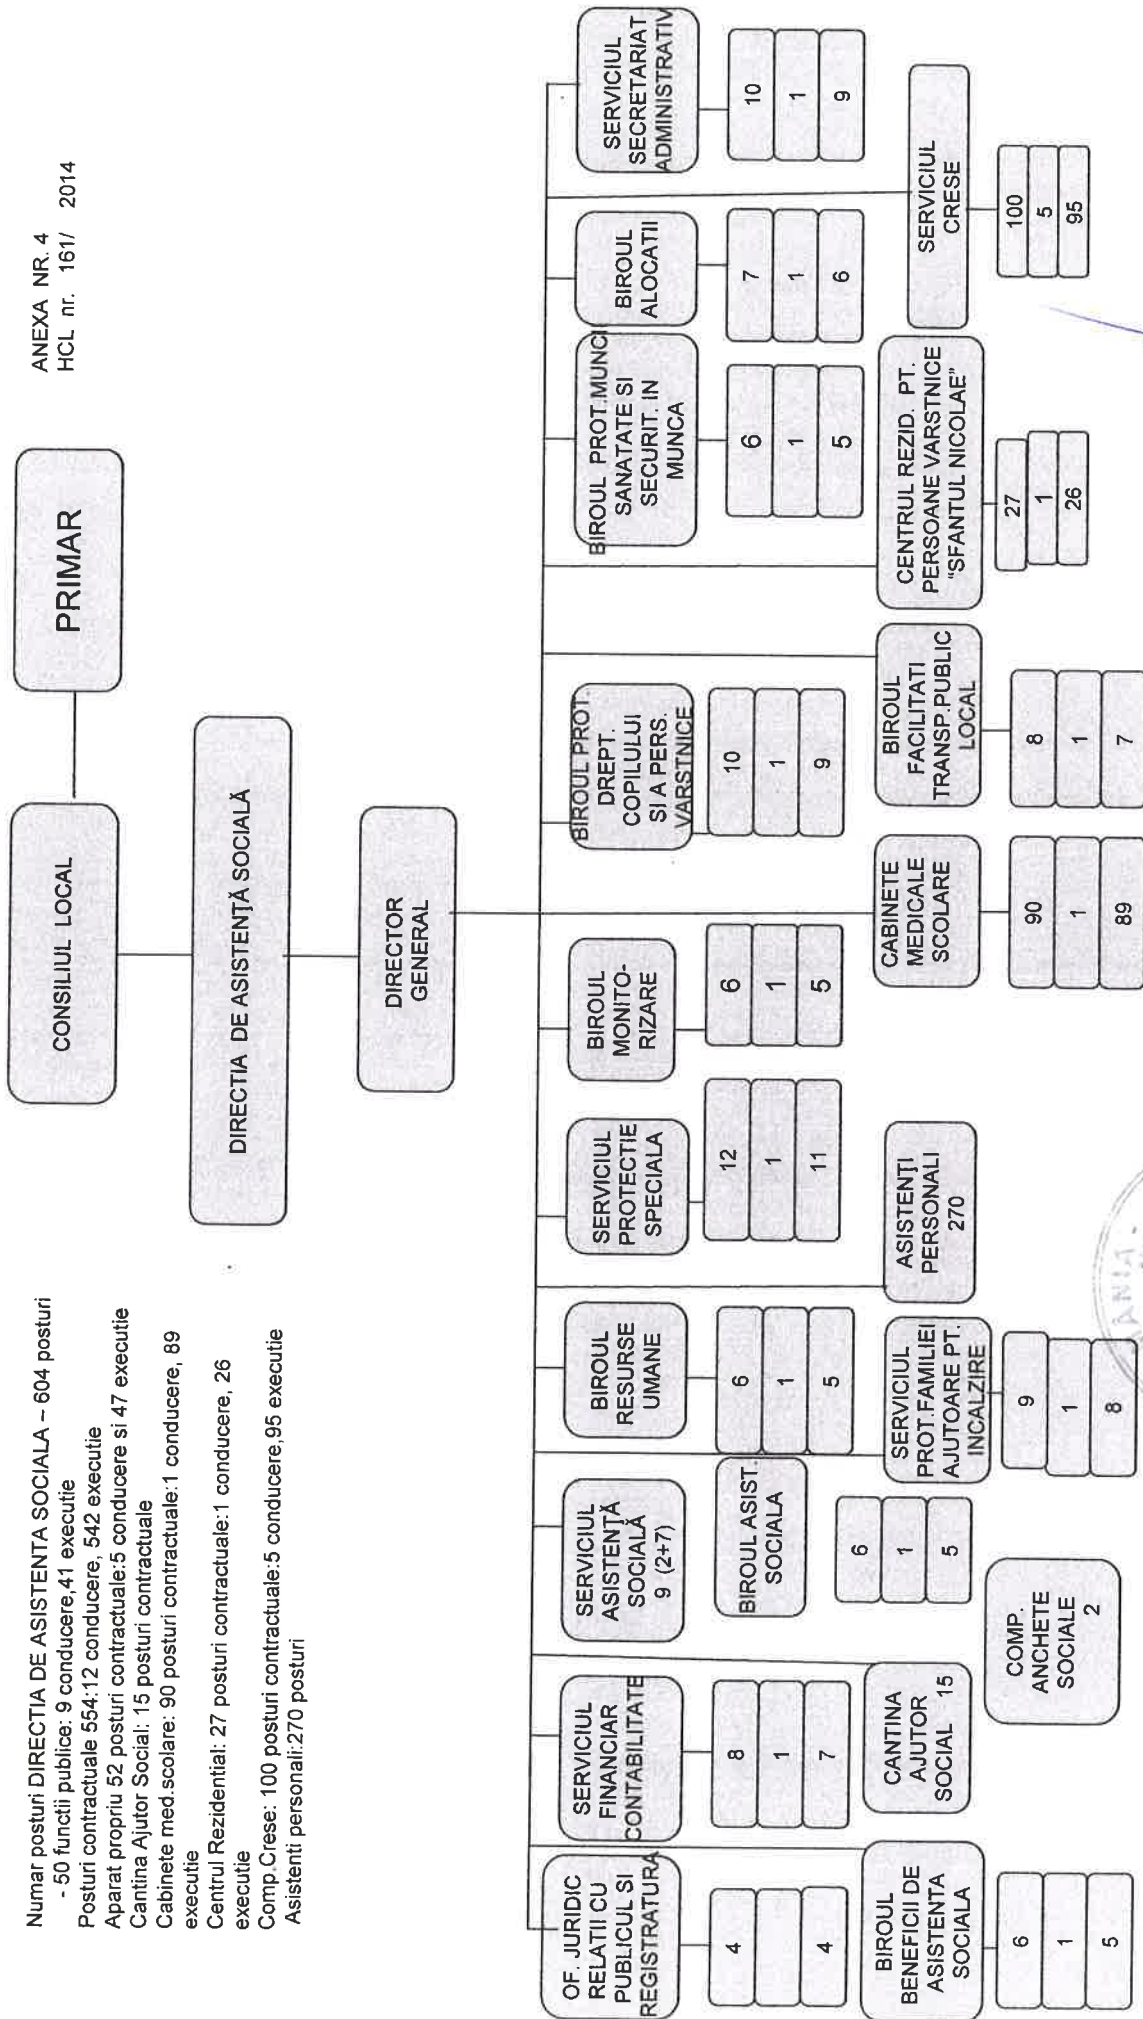 ANEXA NR. 4
HCL nr. 161/ 2014
Numar posturi DIRECTIA DE ASISTENTA SOCIALA – 604 posturi
- 50 functii publice: 9 conducere,41 executie
Posturi contractuale 554:12 conducere, 542 executie
Aparat propriu 52 posturi contractuale:5 conducere si 47 executie
Cantina Ajutor Social: 15 posturi contractuale
Cabinete med.scolare: 90 posturi contractuale:1 conducere, 89
executie
Centrul Rezidential: 27 posturi contractuale:1 conducere, 26
executie
Comp.Crese: 100 posturi contractuale:5 conducere,95 executie
Asistenti personali:270 posturi
CONSILIUL LOCAL
PRIMAR
DIRECTIA DE ASISTENŢĂ SOCIALĂ
DIRECTOR
GENERAL
OF. JURIDIC
RELATII CU
PUBLICUL SI
REGISTRATURA
4
4
SERVICIUL
FINANCIAR
CONTABILITATE
8
1
7
SERVICIUL
ASISTENŢĂ
SOCIALĂ
9 (2+7)
BIROUL ASIST.
SOCIALA
6
1
5
COMP.
ANCHETE
SOCIALE
2
BIROUL
RESURSE
UMANE
6
1
5
SERVICIUL
PROTECTIE
SPECIALA
12
1
11
BIROUL
MONITO-
RIZARE
6
1
5
BIROUL PROT.
DREPT.
COPILULUI
SI A PERS.
VARSTNICE
10
1
9
BIROUL PROT.MUNCII
SANATATE SI
SECURIT. IN
MUNCA
6
1
5
BIROUL
ALOCATII
7
1
6
SERVICIUL
SECRETARIAT
ADMINISTRATIV
10
1
9
BIROUL
BENEFICII DE
ASISTENTA
SOCIALA
6
1
5
CANTINA
AJUTOR
SOCIAL 15
SERVICIUL
PROT.FAMILIEI
AJUTOARE PT.
INCALZIRE
9
1
8
ASISTENŢI
PERSONALI
270
CABINETE
MEDICALE
SCOLARE
90
1
89
BIROUL
FACILITATI
TRANSP.PUBLIC
LOCAL
8
1
7
CENTRUL REZID. PT.
PERSOANE VARSTNICE
"SFANTUL NICOLAE"
27
1
26
SERVICIUL
CRESE
100
5
95